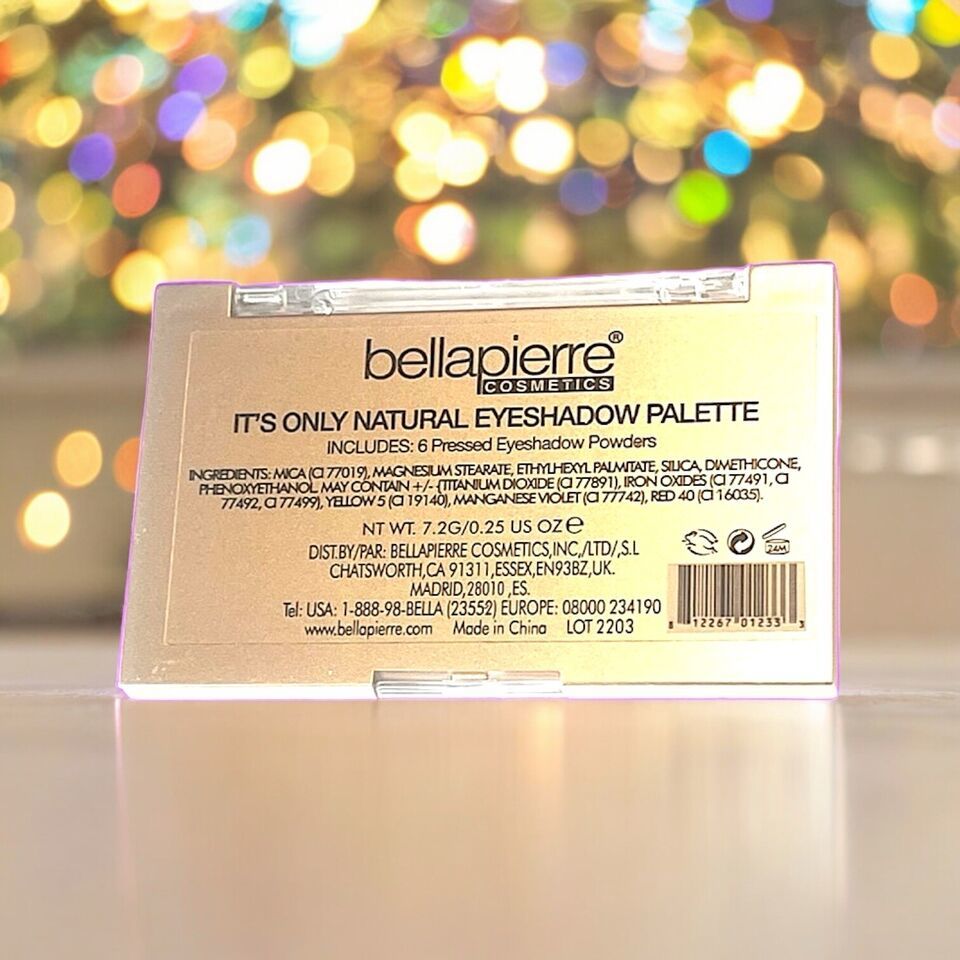 bellapierre®
COSMETICS
IT'S ONLY NATURAL EYESHADOW PALETTE
INCLUDES: 6 Pressed Eyeshadow Powders
INGREDIENTS: MICA (CI 77019), MAGNESIUM STEARATE, ETHYLHEXYL PALMITATE, SILICA, DIMETHICONE,
PHENOXYETHANOL. MAY CONTAIN +/- (TITANIUM DIOXIDE (CI 77891), IRON OXIDES (CI 77491, CI
77492, CI 77499), YELLOW 5 (CI 19140), MANGANESE VIOLET (CI 77742), RED 40 (CI 16035).
NT WT. 7.2G/0.25 US OZ ℮
DIST.BY/PAR: BELLAPIERRE COSMETICS,INC,/LTD/,S.L
CHATSWORTH,CA 91311,ESSEX,EN93BZ,UK.
MADRID,28010 ,ES.
Tel: USA: 1-888-98-BELLA (23552) EUROPE: 08000 234190
www.bellapierre.com Made in China LOT 2203
24M
8 12267 01233 3